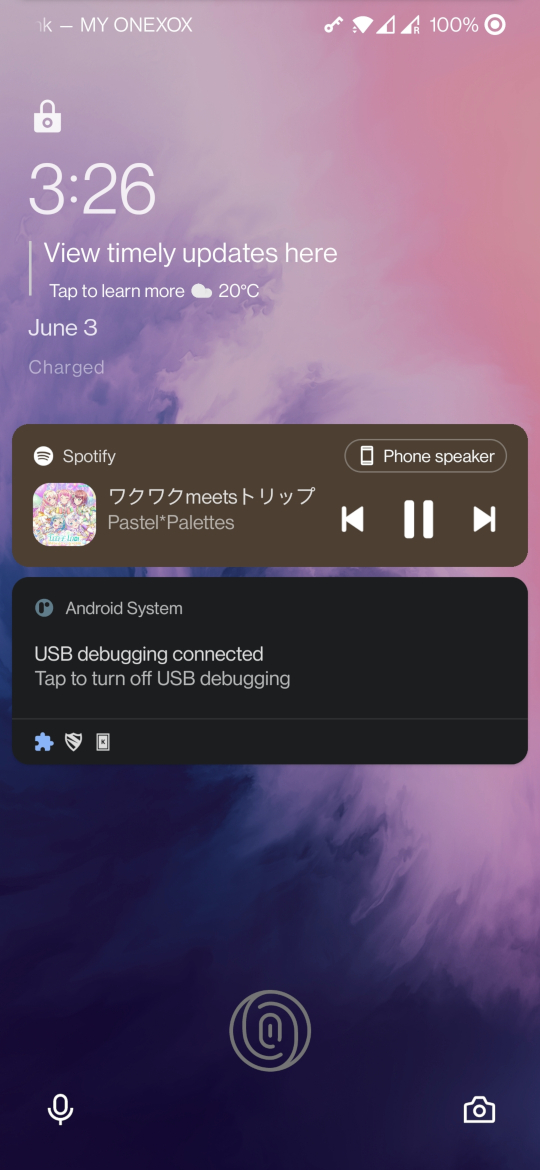 — MY ONEXOX
R
100%
3:26
View timely updates here
Tap to learn more 20°C
June 3
Charged
Spotify
Phone speaker
ワクワクmeetsトリップ
Pastel*Palettes
Android System
USB debugging connected
Tap to turn off USB debugging
K